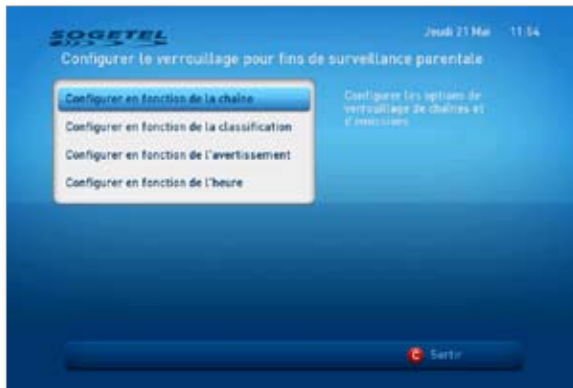 SOGETEL
Jeudi 21 Mai 11:54
Configurer le verrouillage pour fins de surveillance parentale
Configurer en fonction de la chaîne
Configurer en fonction de la classification
Configurer en fonction de l'avertissement
Configurer en fonction de l'heure
Configurer les options de
verrouillage de chaînes et
d'émissions
C Sortir